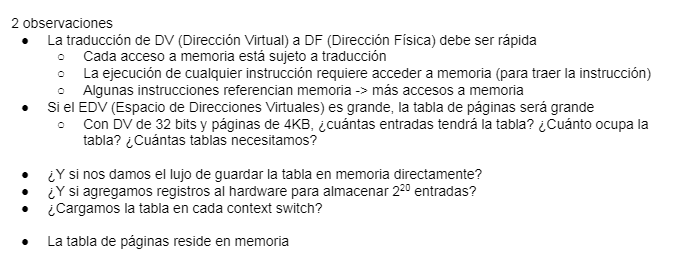 2 observaciones
● La traducción de DV (Dirección Virtual) a DF (Dirección Física) debe ser rápida
○ Cada acceso a memoria está sujeto a traducción
○ La ejecución de cualquier instrucción requiere acceder a memoria (para traer la instrucción)
○ Algunas instrucciones referencian memoria -> más accesos a memoria
● Si el EDV (Espacio de Direcciones Virtuales) es grande, la tabla de páginas será grande
○ Con DV de 32 bits y páginas de 4KB, ¿cuántas entradas tendrá la tabla? ¿Cuánto ocupa la
tabla? ¿Cuántas tablas necesitamos?
● ¿Y si nos damos el lujo de guardar la tabla en memoria directamente?
● ¿Y si agregamos registros al hardware para almacenar 2²⁰ entradas?
● ¿Cargamos la tabla en cada context switch?
● La tabla de páginas reside en memoria